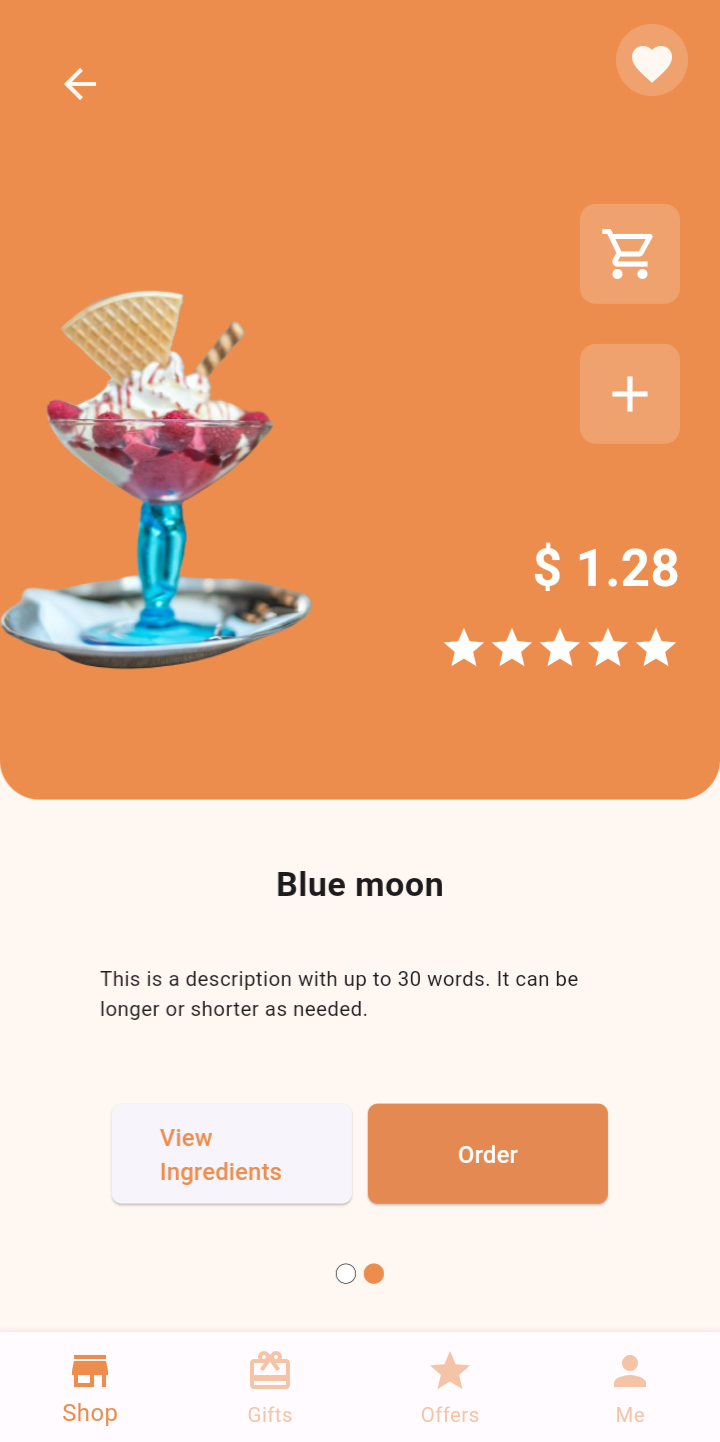 $ 1.28
Blue moon
This is a description with up to 30 words. It can be
longer or shorter as needed.
View
Ingredients
Order
Shop
Gifts
Offers
Me